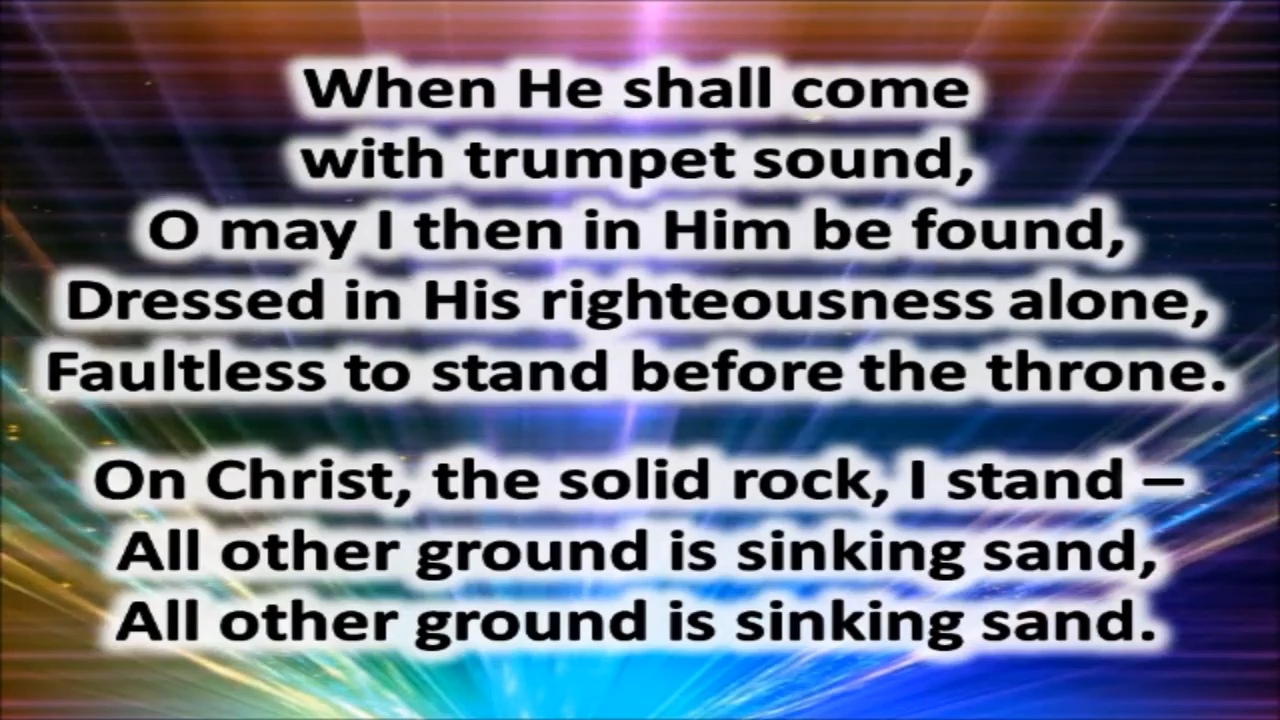 When He shall come
with trumpet sound,
O may I then in Him be found,
Dressed in His righteousness alone,
Faultless to stand before the throne.
On Christ, the solid rock, I stand –
All other ground is sinking sand,
All other ground is sinking sand.